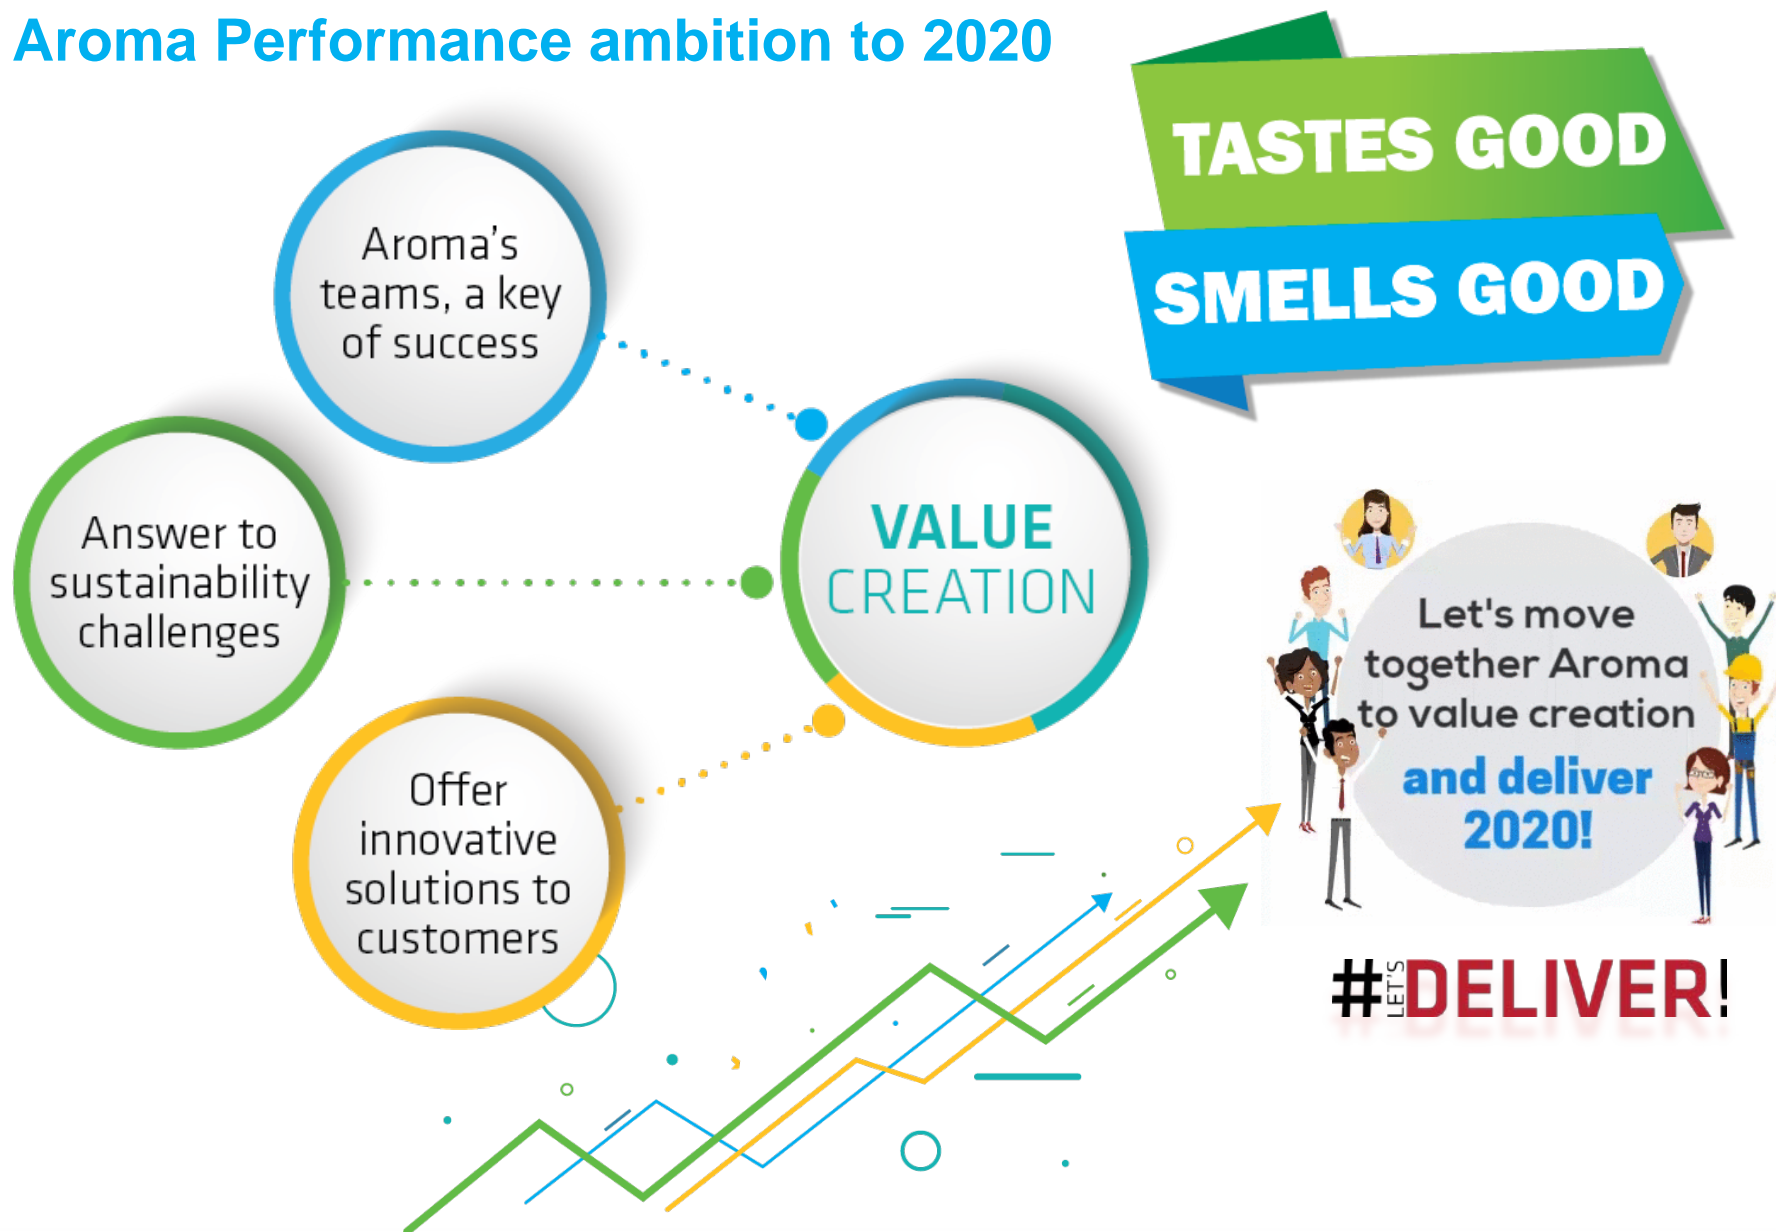 Aroma Performance ambition to 2020
TASTES GOOD
SMELLS GOOD
Aroma’s
teams, a key
of success
Answer to
sustainability
challenges
Offer
innovative
solutions to
customers
VALUE
CREATION
Let's move
together Aroma
to value creation
and deliver
2020!
#LET'S DELIVER!